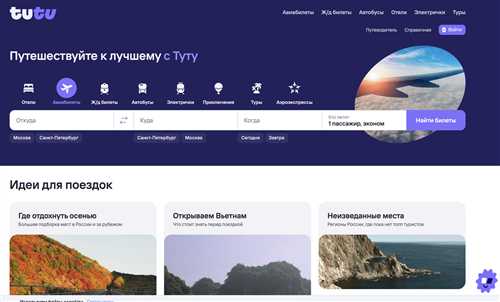 tutu
Авиабилеты Ж/д билеты Автобусы Отели Электрички Туры
Путеводитель Справочная Войти
Путешествуйте к лучшему с Туту
Отели Авиабилеты Ж/д билеты Автобусы Электрички Приключения Туры Аэроэкспрессы
Откуда Куда Когда
1 пассажир, эконом
Найти билеты
Москва Санкт-Петербург Санкт-Петербург Москва Сегодня Завтра
Идеи для поездок
Где отдохнуть осенью
Большая подборка мест в России и за рубежом
Открываем Вьетнам
Что стоит знать перед поездкой
Неизведанные места
Регионы России, где пока нет толп туристов